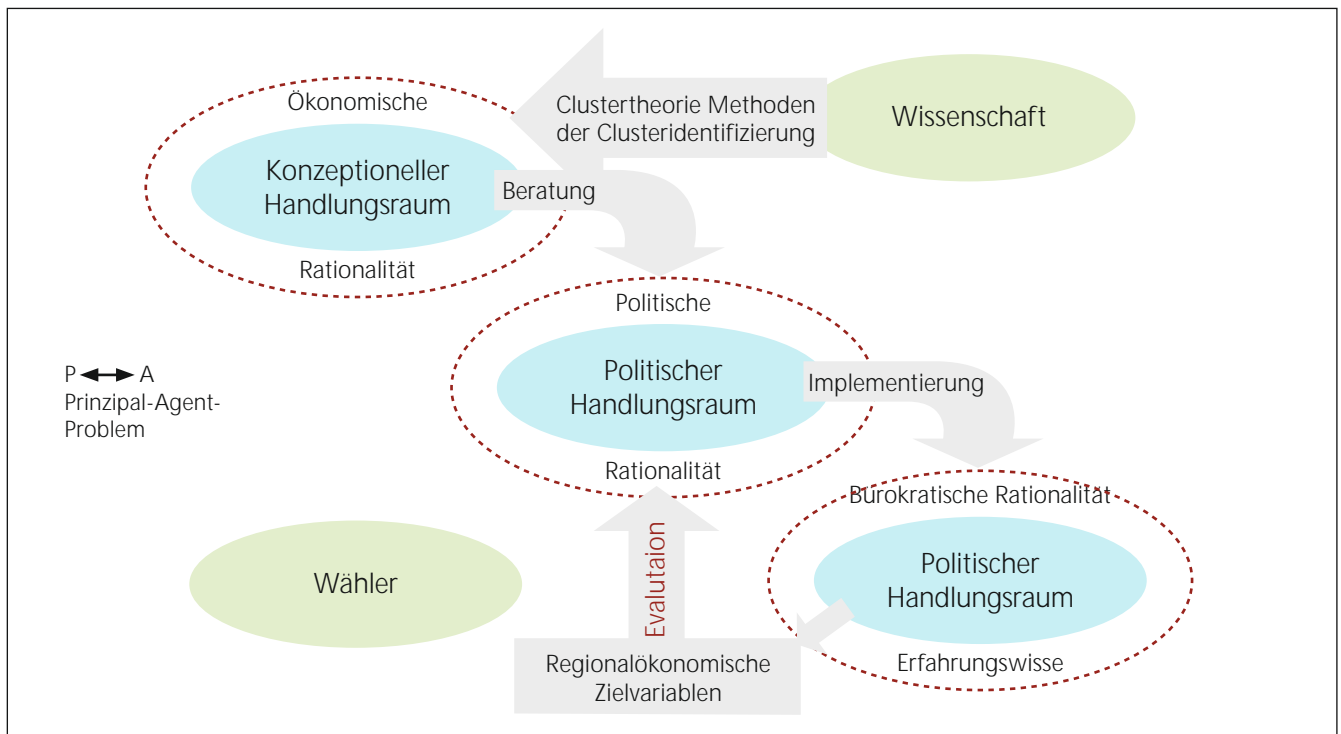 Ökonomische
Konzeptioneller
Handlungsraum
Rationalität
Clustertheorie Methoden
der Clusteridentifizierung
Wissenschaft
Beratung
Politische
Politischer
Handlungsraum
Rationalität
Implementierung
P A
Prinzipal-Agent-
Problem
Bürokratische Rationalität
Politischer
Handlungsraum
Erfahrungswisse
Wähler
Evalutaion
Regionalökonomische
Zielvariablen